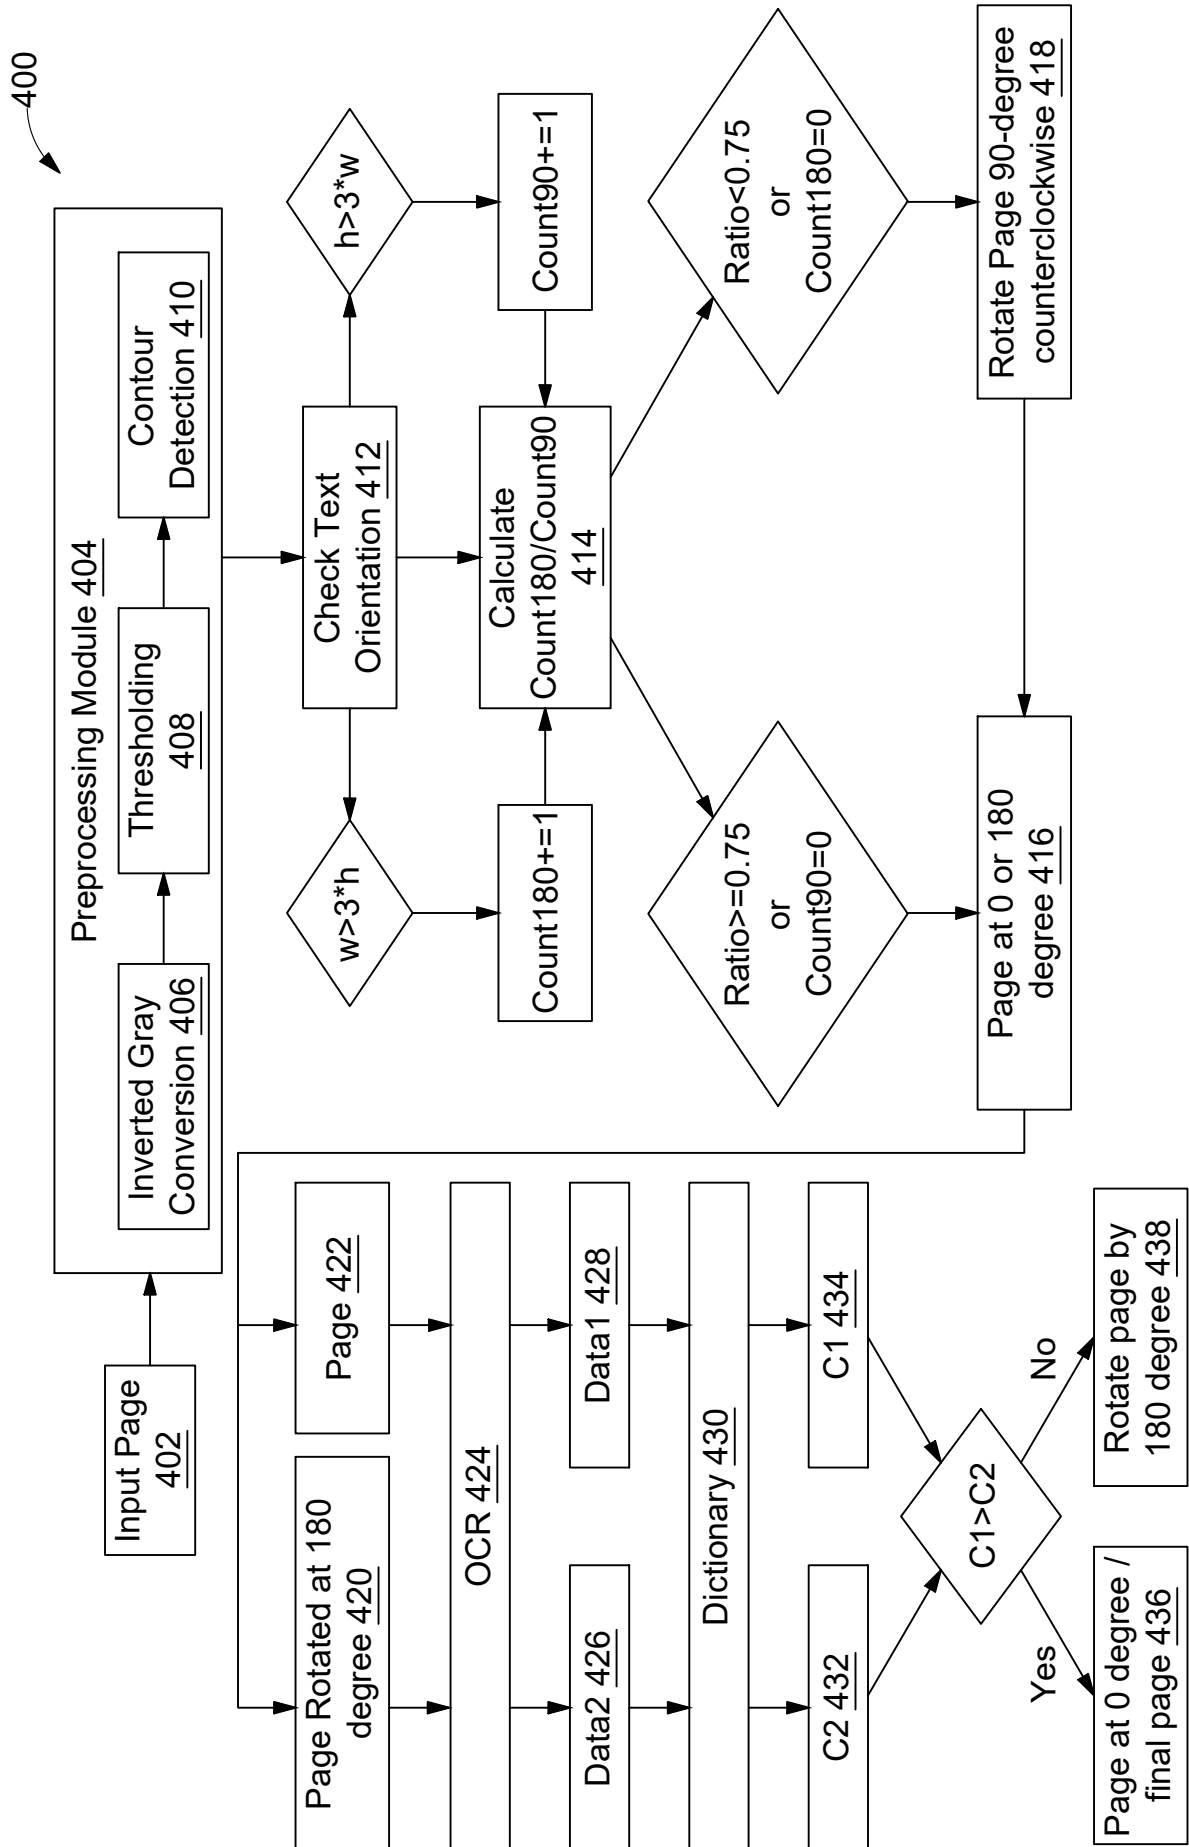 400
Input Page
402
Preprocessing Module 404
Inverted Gray
Conversion 406
Thresholding
408
Contour
Detection 410
Check Text
Orientation 412
w>3*h
h>3*w
Count180+=1
Count90+=1
Calculate
Count180/Count90
414
Ratio>=0.75
or
Count90=0
Ratio<0.75
or
Count180=0
Page at 0 or 180
degree 416
Rotate Page 90-degree
counterclockwise 418
Page Rotated at 180
degree 420
Page 422
OCR 424
Data2 426
Data1 428
Dictionary 430
C2 432
C1 434
C1>C2
Yes
No
Page at 0 degree /
final page 436
Rotate page by
180 degree 438